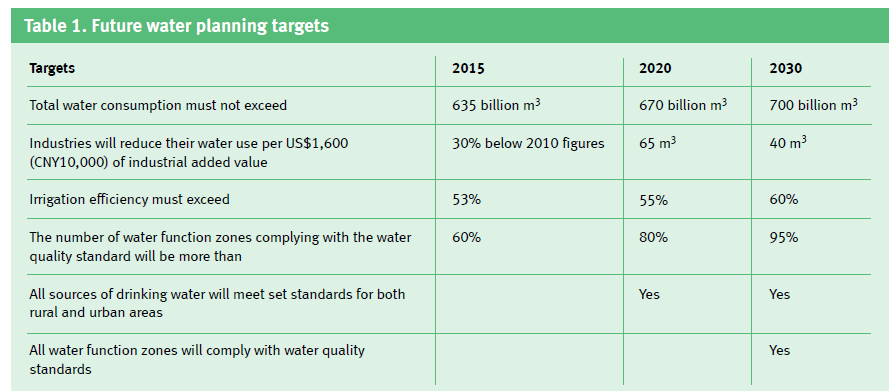 Table 1. Future water planning targets
Targets 2015 2020 2030
Total water consumption must not exceed 635 billion m³ 670 billion m³ 700 billion m³
Industries will reduce their water use per US$1,600 30% below 2010 figures 65 m³ 40 m³
(CNY10,000) of industrial added value
Irrigation efficiency must exceed 53% 55% 60%
The number of water function zones complying with the water 60% 80% 95%
quality standard will be more than
All sources of drinking water will meet set standards for both Yes Yes
rural and urban areas
All water function zones will comply with water quality Yes
standards